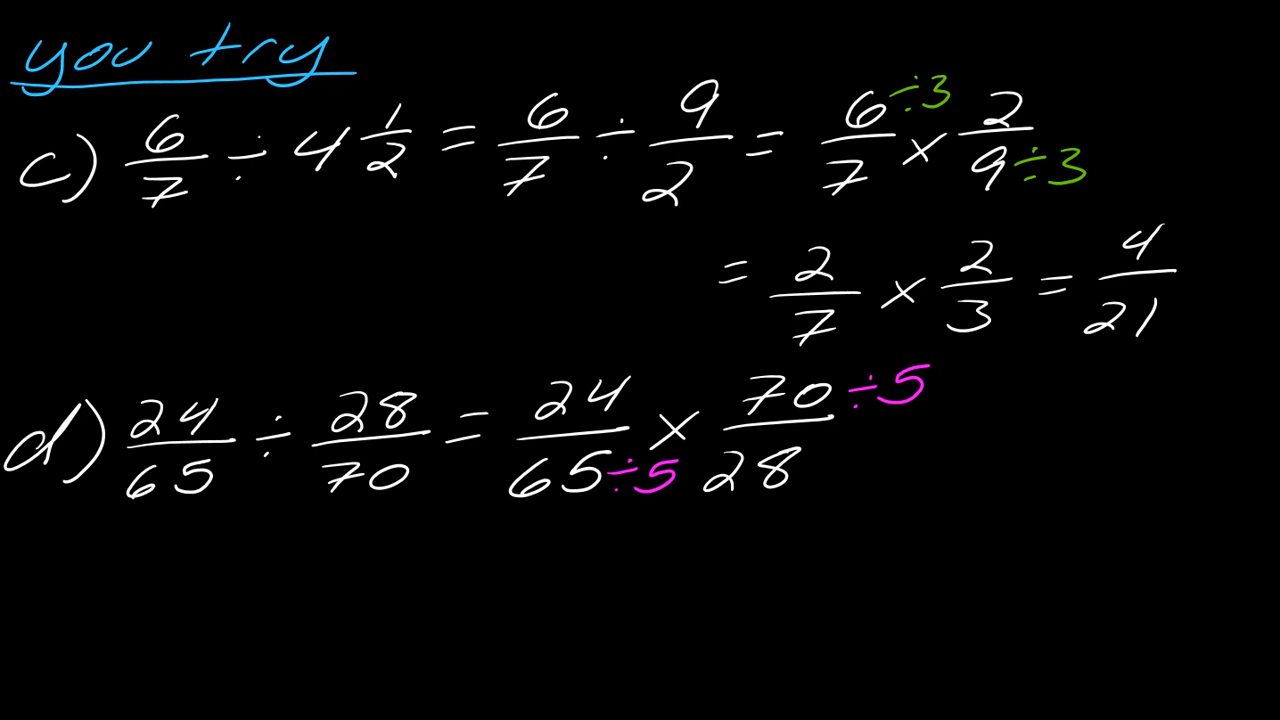 you try
c) 6/7 ÷ 4 1/2 = 6/7 ÷ 9/2 = 6÷3/7 × 2/9÷3
= 2/7 × 2/3 = 4/21
d) 24/65 ÷ 28/70 = 24/65÷5 × 70÷5/28